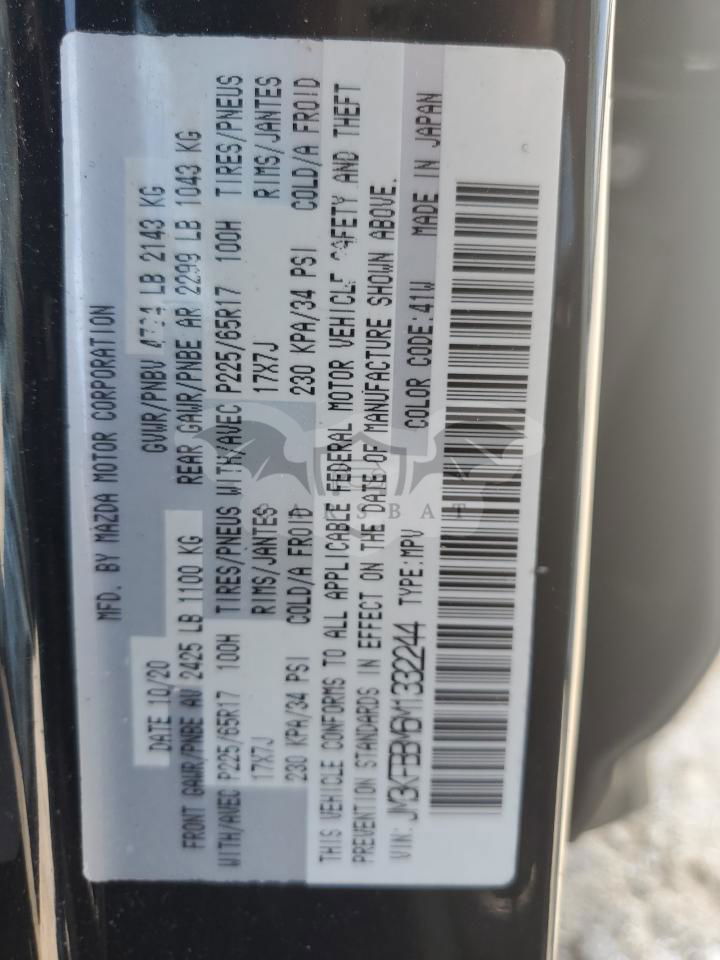 MFD. BY MAZDA MOTOR CORPORATION
DATE 10/20 GVWR/PNBV 4724 LB 2143 KG
FRONT GAWR/PNBE AV 2425 LB 1100 KG REAR GAWR/PNBE AR 2299 LB 1043 KG
WITH/AVEC P225/65R17 100H TIRES/PNEUS WITH/AVEC P225/65R17 100H TIRES/PNEUS
17X7J RIMS/JANTES 17X7J RIMS/JANTES
230 KPA/34 PSI COLD/A FROID 230 KPA/34 PSI COLD/A FROID
THIS VEHICLE CONFORMS TO ALL APPLICABLE FEDERAL MOTOR VEHICLE SAFETY AND THEFT
PREVENTION STANDARDS IN EFFECT ON THE DATE OF MANUFACTURE SHOWN ABOVE.
VIN: JM3KFBBM6M1332244 TYPE:MPV COLOR CODE:41W MADE IN JAPAN